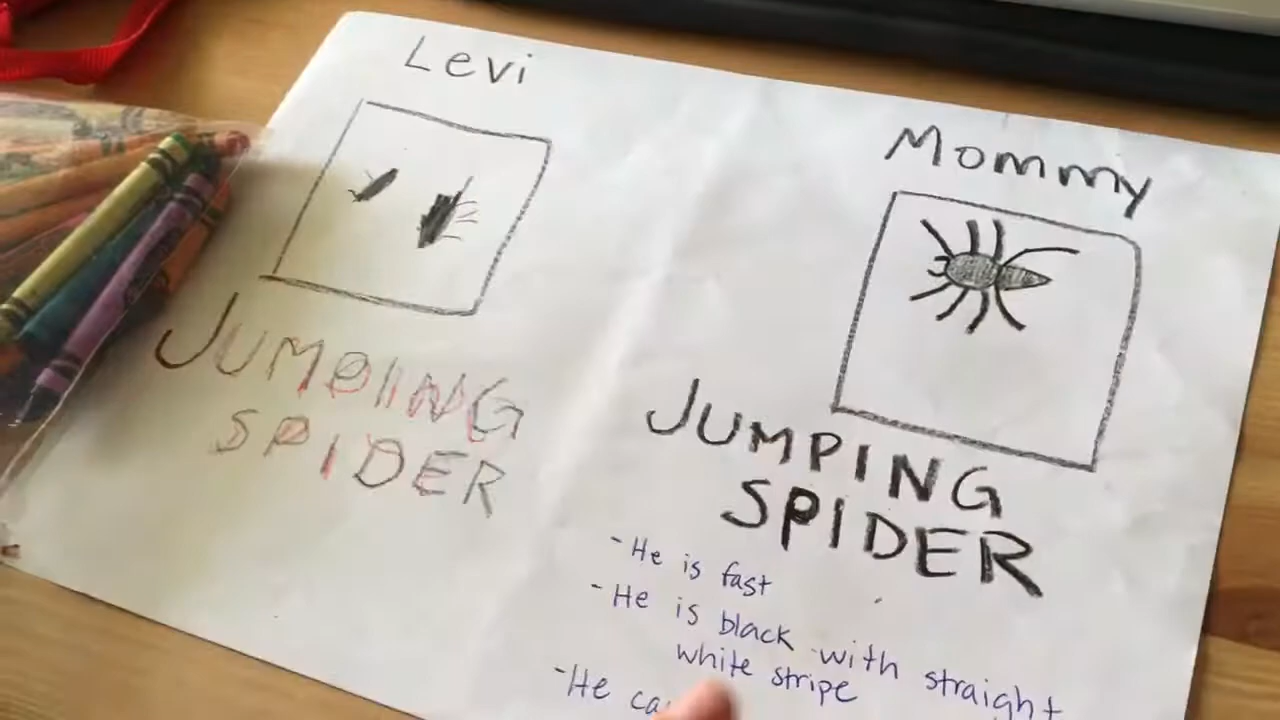 Levi
JUMPING
SPIDER
Mommy
JUMPING
SPIDER
-He is fast
-He is black with straight
white stripe
-He